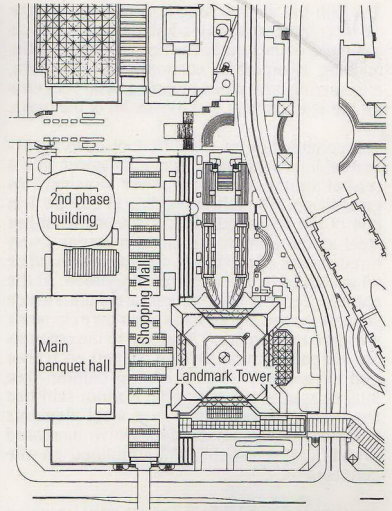 2nd phase
building
Shopping Mall
Main
banquet hall
Landmark Tower